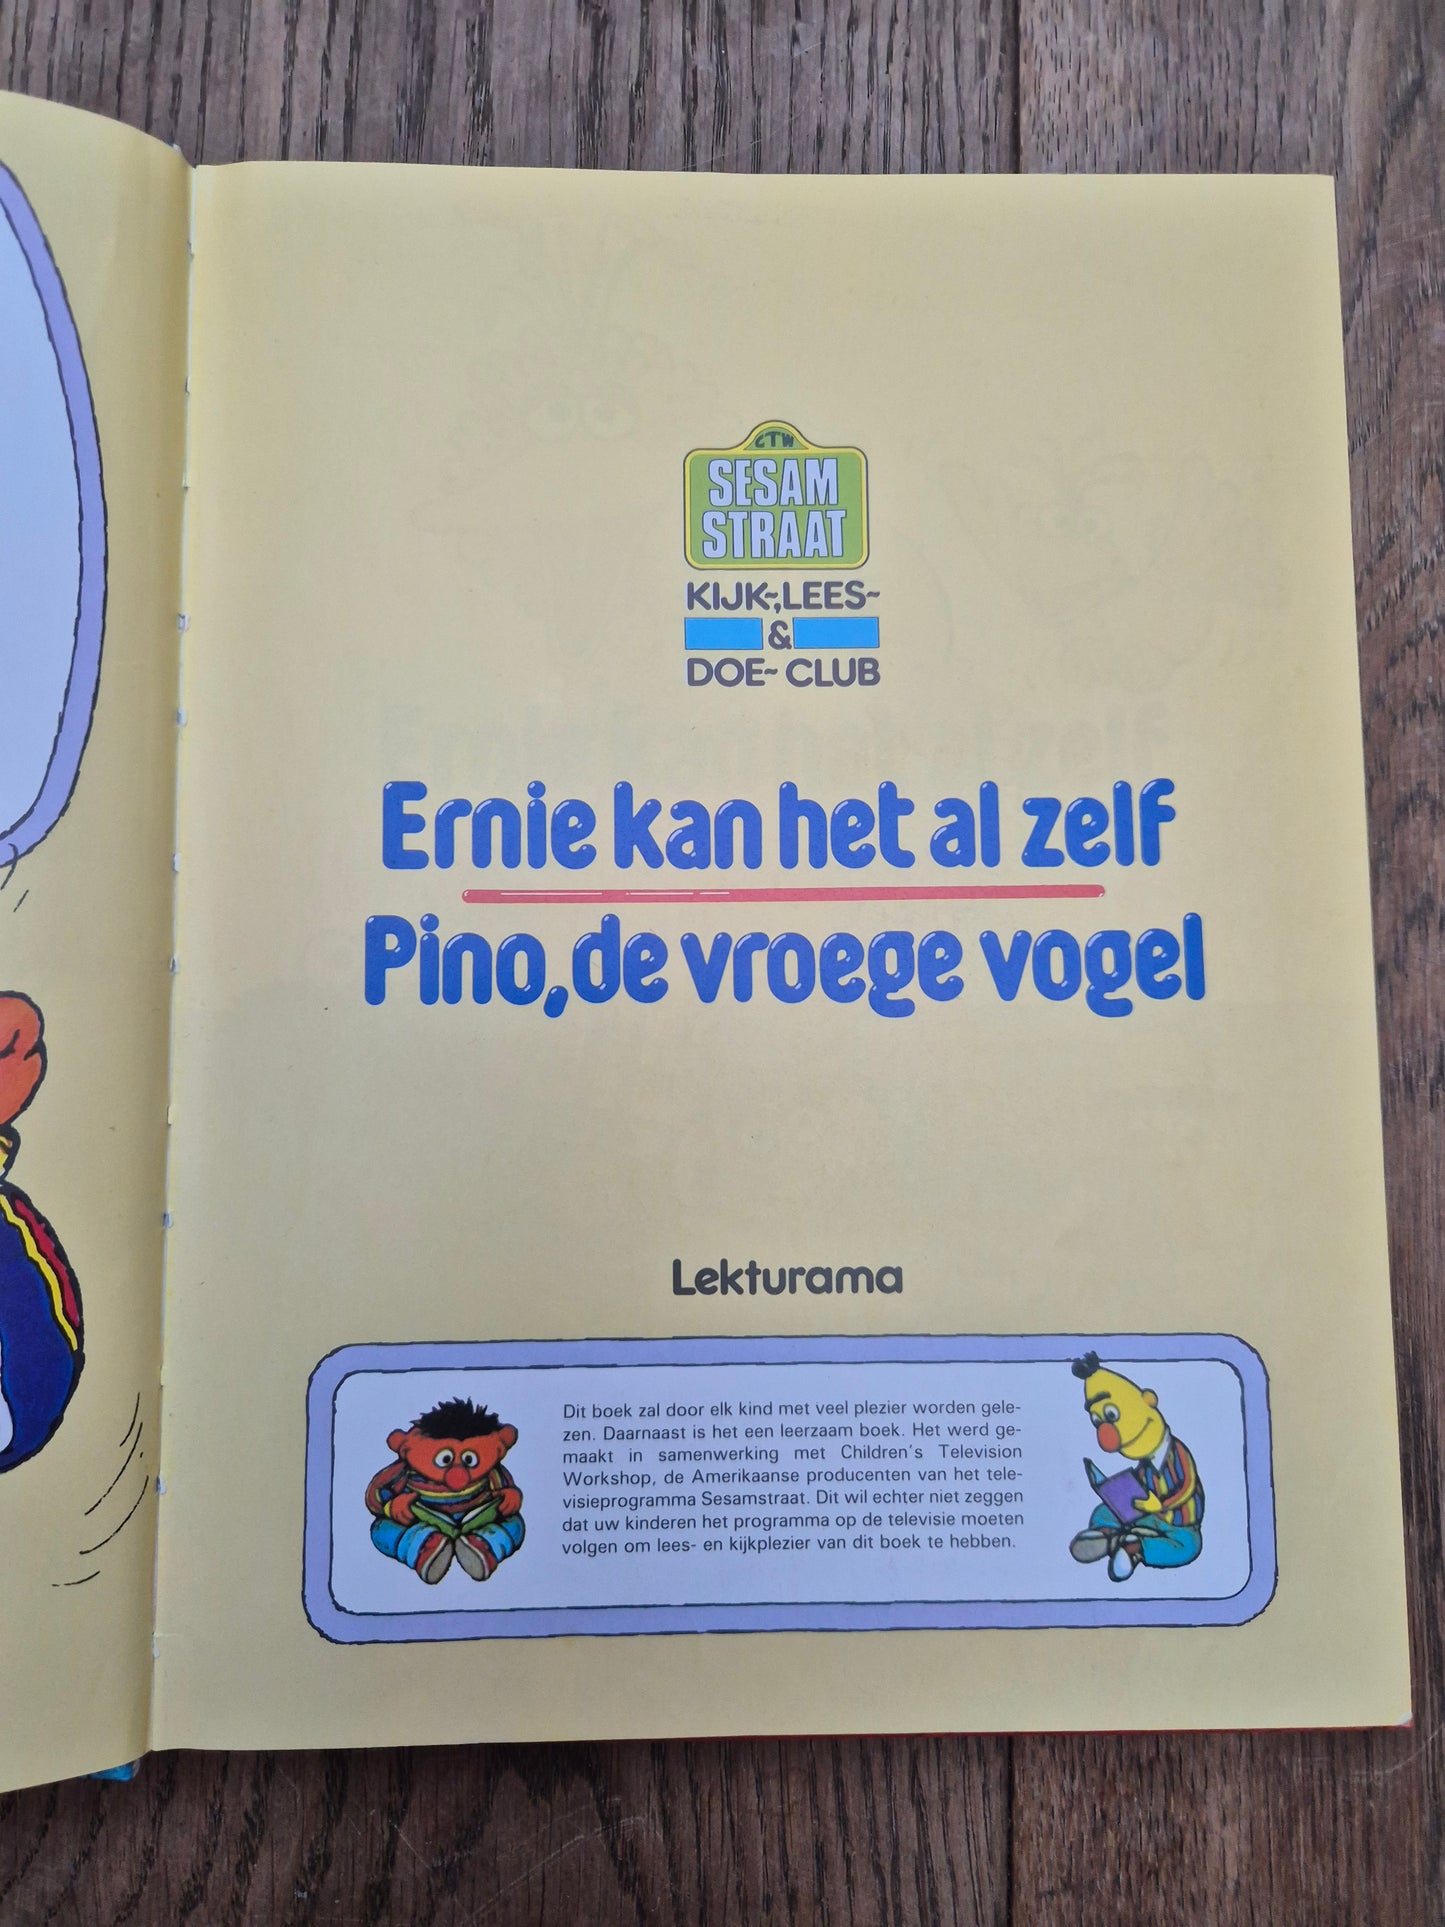 CTW
SESAM
STRAAT
KIJK-, LEES-
&
DOE- CLUB
Ernie kan het al zelf
Pino, de vroege vogel
Lekturama
Dit boek zal door elk kind met veel plezier worden gele-
zen. Daarnaast is het een leerzaam boek. Het werd ge-
maakt in samenwerking met Children's Television
Workshop, de Amerikaanse producenten van het tele-
visieprogramma Sesamstraat. Dit wil echter niet zeggen
dat uw kinderen het programma op de televisie moeten
volgen om lees- en kijkplezier van dit boek te hebben.